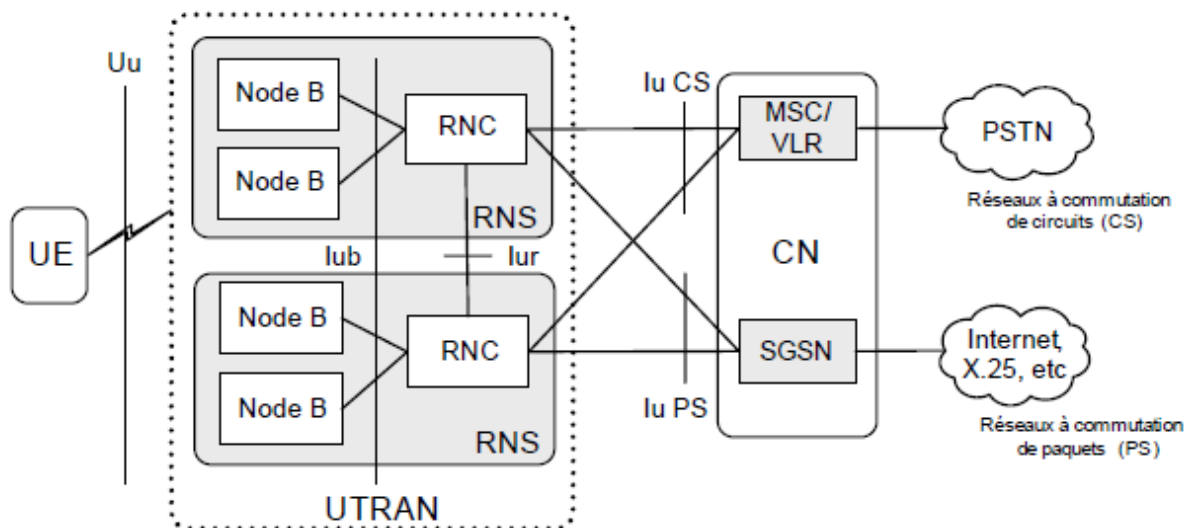 Uu
UE
Node B
Node B
RNC
RNS
Iub
Iur
Node B
Node B
RNC
RNS
UTRAN
Iu CS
Iu PS
MSC/
VLR
CN
SGSN
PSTN
Réseaux à commutation
de circuits (CS)
Internet,
X.25, etc
Réseaux à commutation
de paquets (PS)